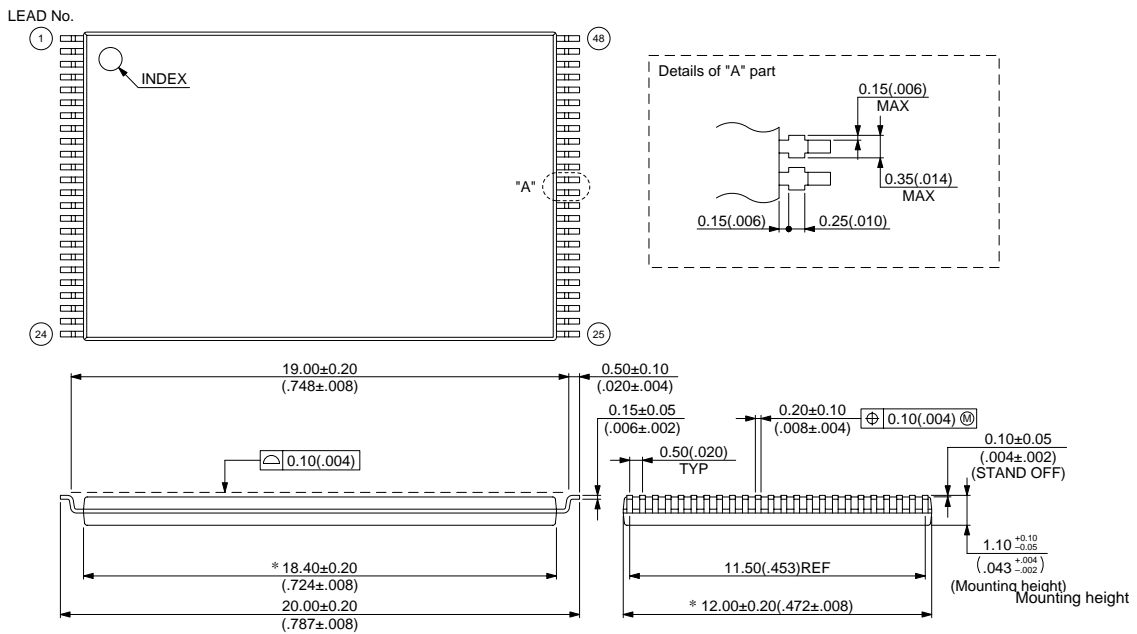 LEAD No.
1
48
INDEX
"A"
24
25
Details of "A" part
0.15(.006)
MAX
0.35(.014)
MAX
0.15(.006)
0.25(.010)
19.00±0.20
(.748±.008)
0.50±0.10
(.020±.004)
0.15±0.05
(.006±.002)
0.20±0.10
(.008±.004)
⌖ 0.10(.004) Ⓜ
0.50(.020)
TYP
0.10±0.05
(.004±.002)
(STAND OFF)
⌓ 0.10(.004)
1.10 +0.10 −0.05
(.043 +.004 −.002)
(Mounting height)
Mounting height
* 18.40±0.20
(.724±.008)
20.00±0.20
(.787±.008)
11.50(.453)REF
* 12.00±0.20(.472±.008)